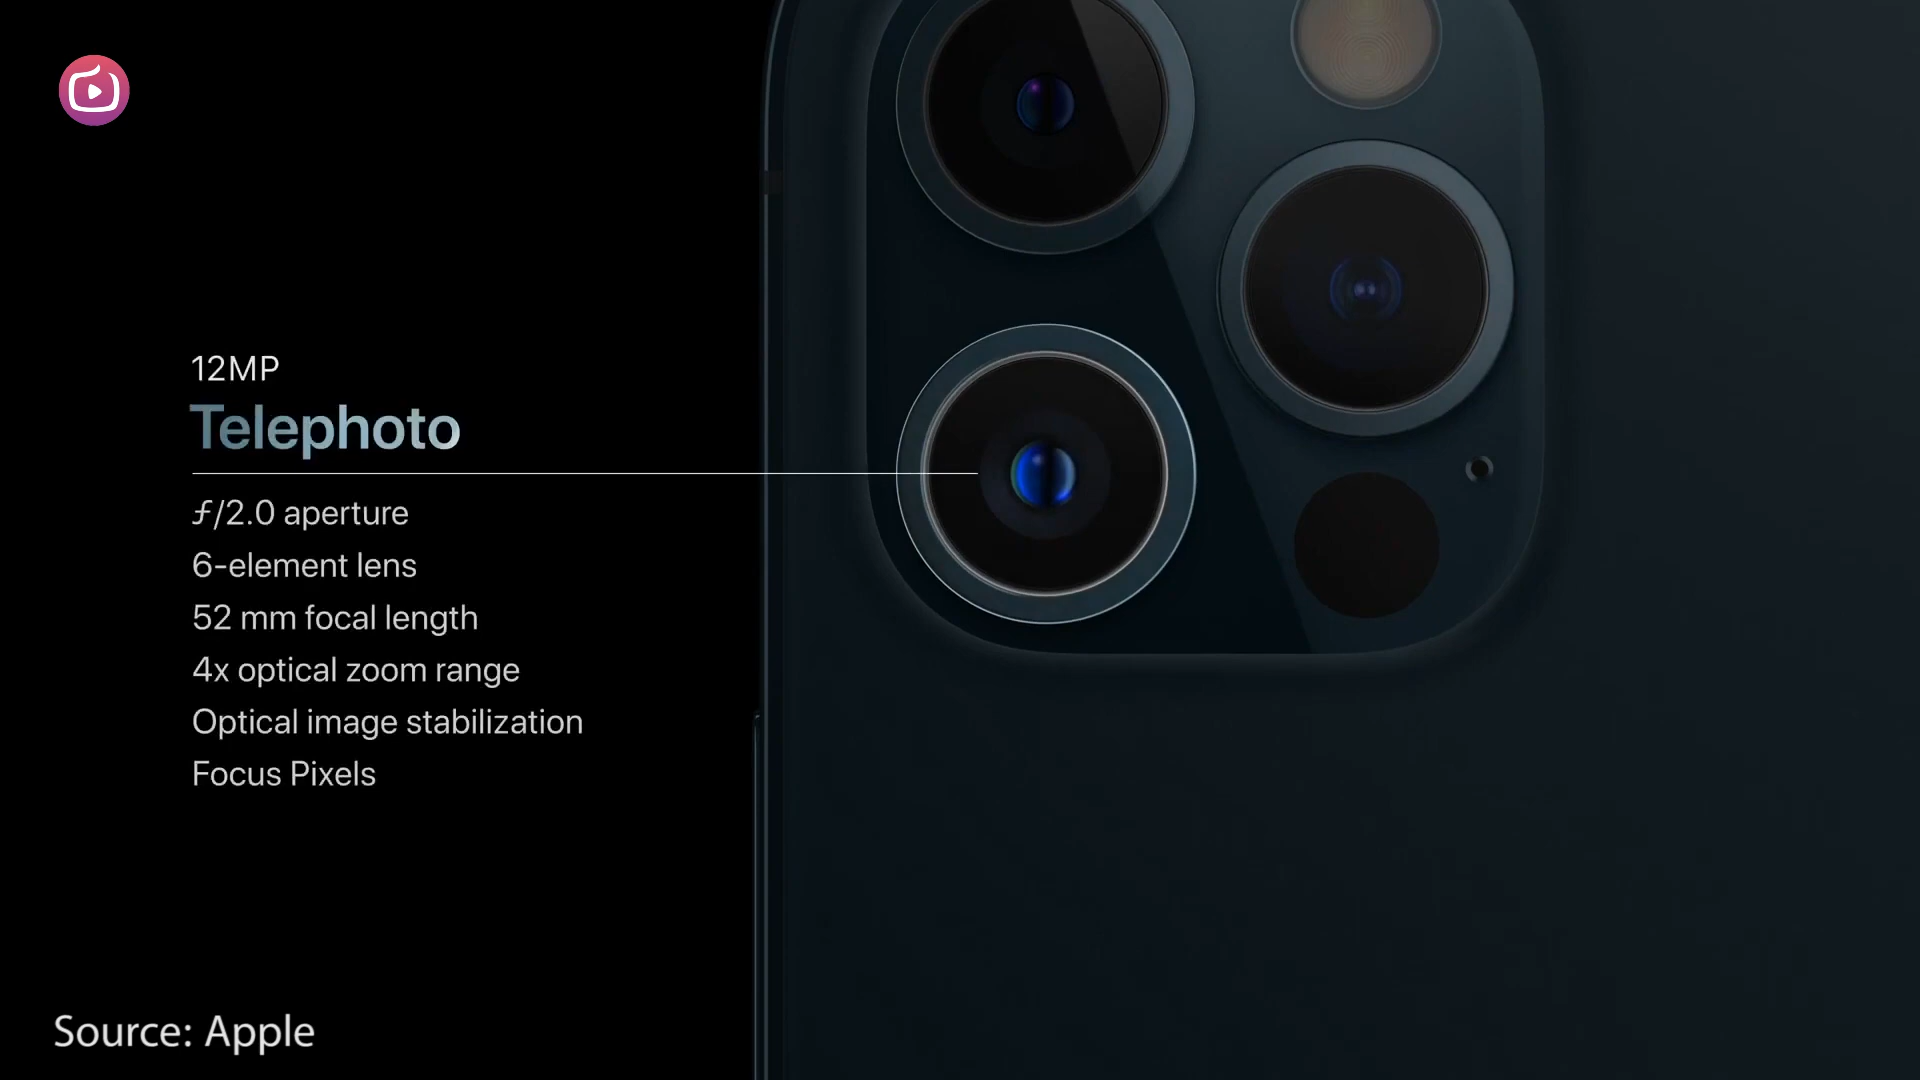 12MP
Telephoto
ƒ/2.0 aperture
6-element lens
52 mm focal length
4x optical zoom range
Optical image stabilization
Focus Pixels
Source: Apple